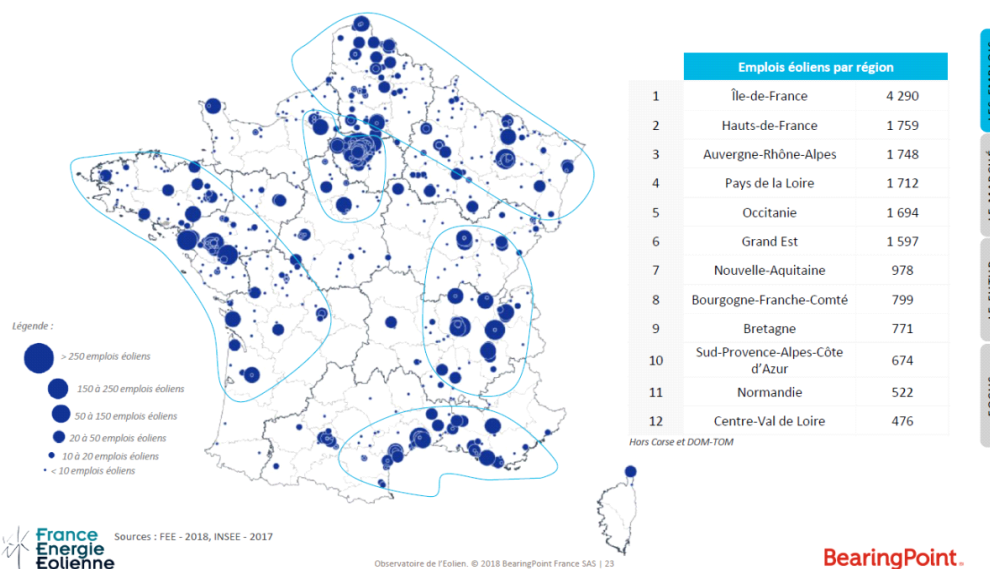 Emplois éoliens par région
1 Île-de-France 4 290
2 Hauts-de-France 1 759
3 Auvergne-Rhône-Alpes 1 748
4 Pays de la Loire 1 712
5 Occitanie 1 694
6 Grand Est 1 597
7 Nouvelle-Aquitaine 978
8 Bourgogne-Franche-Comté 799
9 Bretagne 771
10 Sud-Provence-Alpes-Côte
d'Azur 674
11 Normandie 522
12 Centre-Val de Loire 476
Hors Corse et DOM-TOM
Légende :
> 250 emplois éoliens
150 à 250 emplois éoliens
50 à 150 emplois éoliens
20 à 50 emplois éoliens
10 à 20 emplois éoliens
< 10 emplois éoliens
France
Energie
Eolienne
Sources : FEE - 2018, INSEE - 2017
Observatoire de l'Eolien. © 2018 BearingPoint France SAS | 23
BearingPoint.